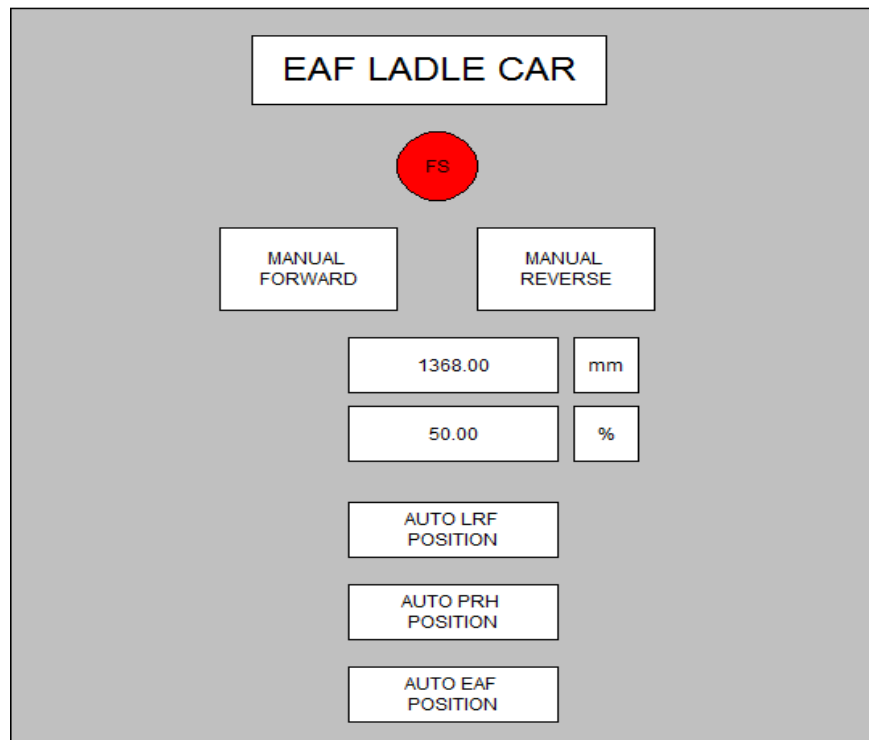 EAF LADLE CAR
FS
MANUAL
FORWARD
MANUAL
REVERSE
1368.00
mm
50.00
%
AUTO LRF
POSITION
AUTO PRH
POSITION
AUTO EAF
POSITION